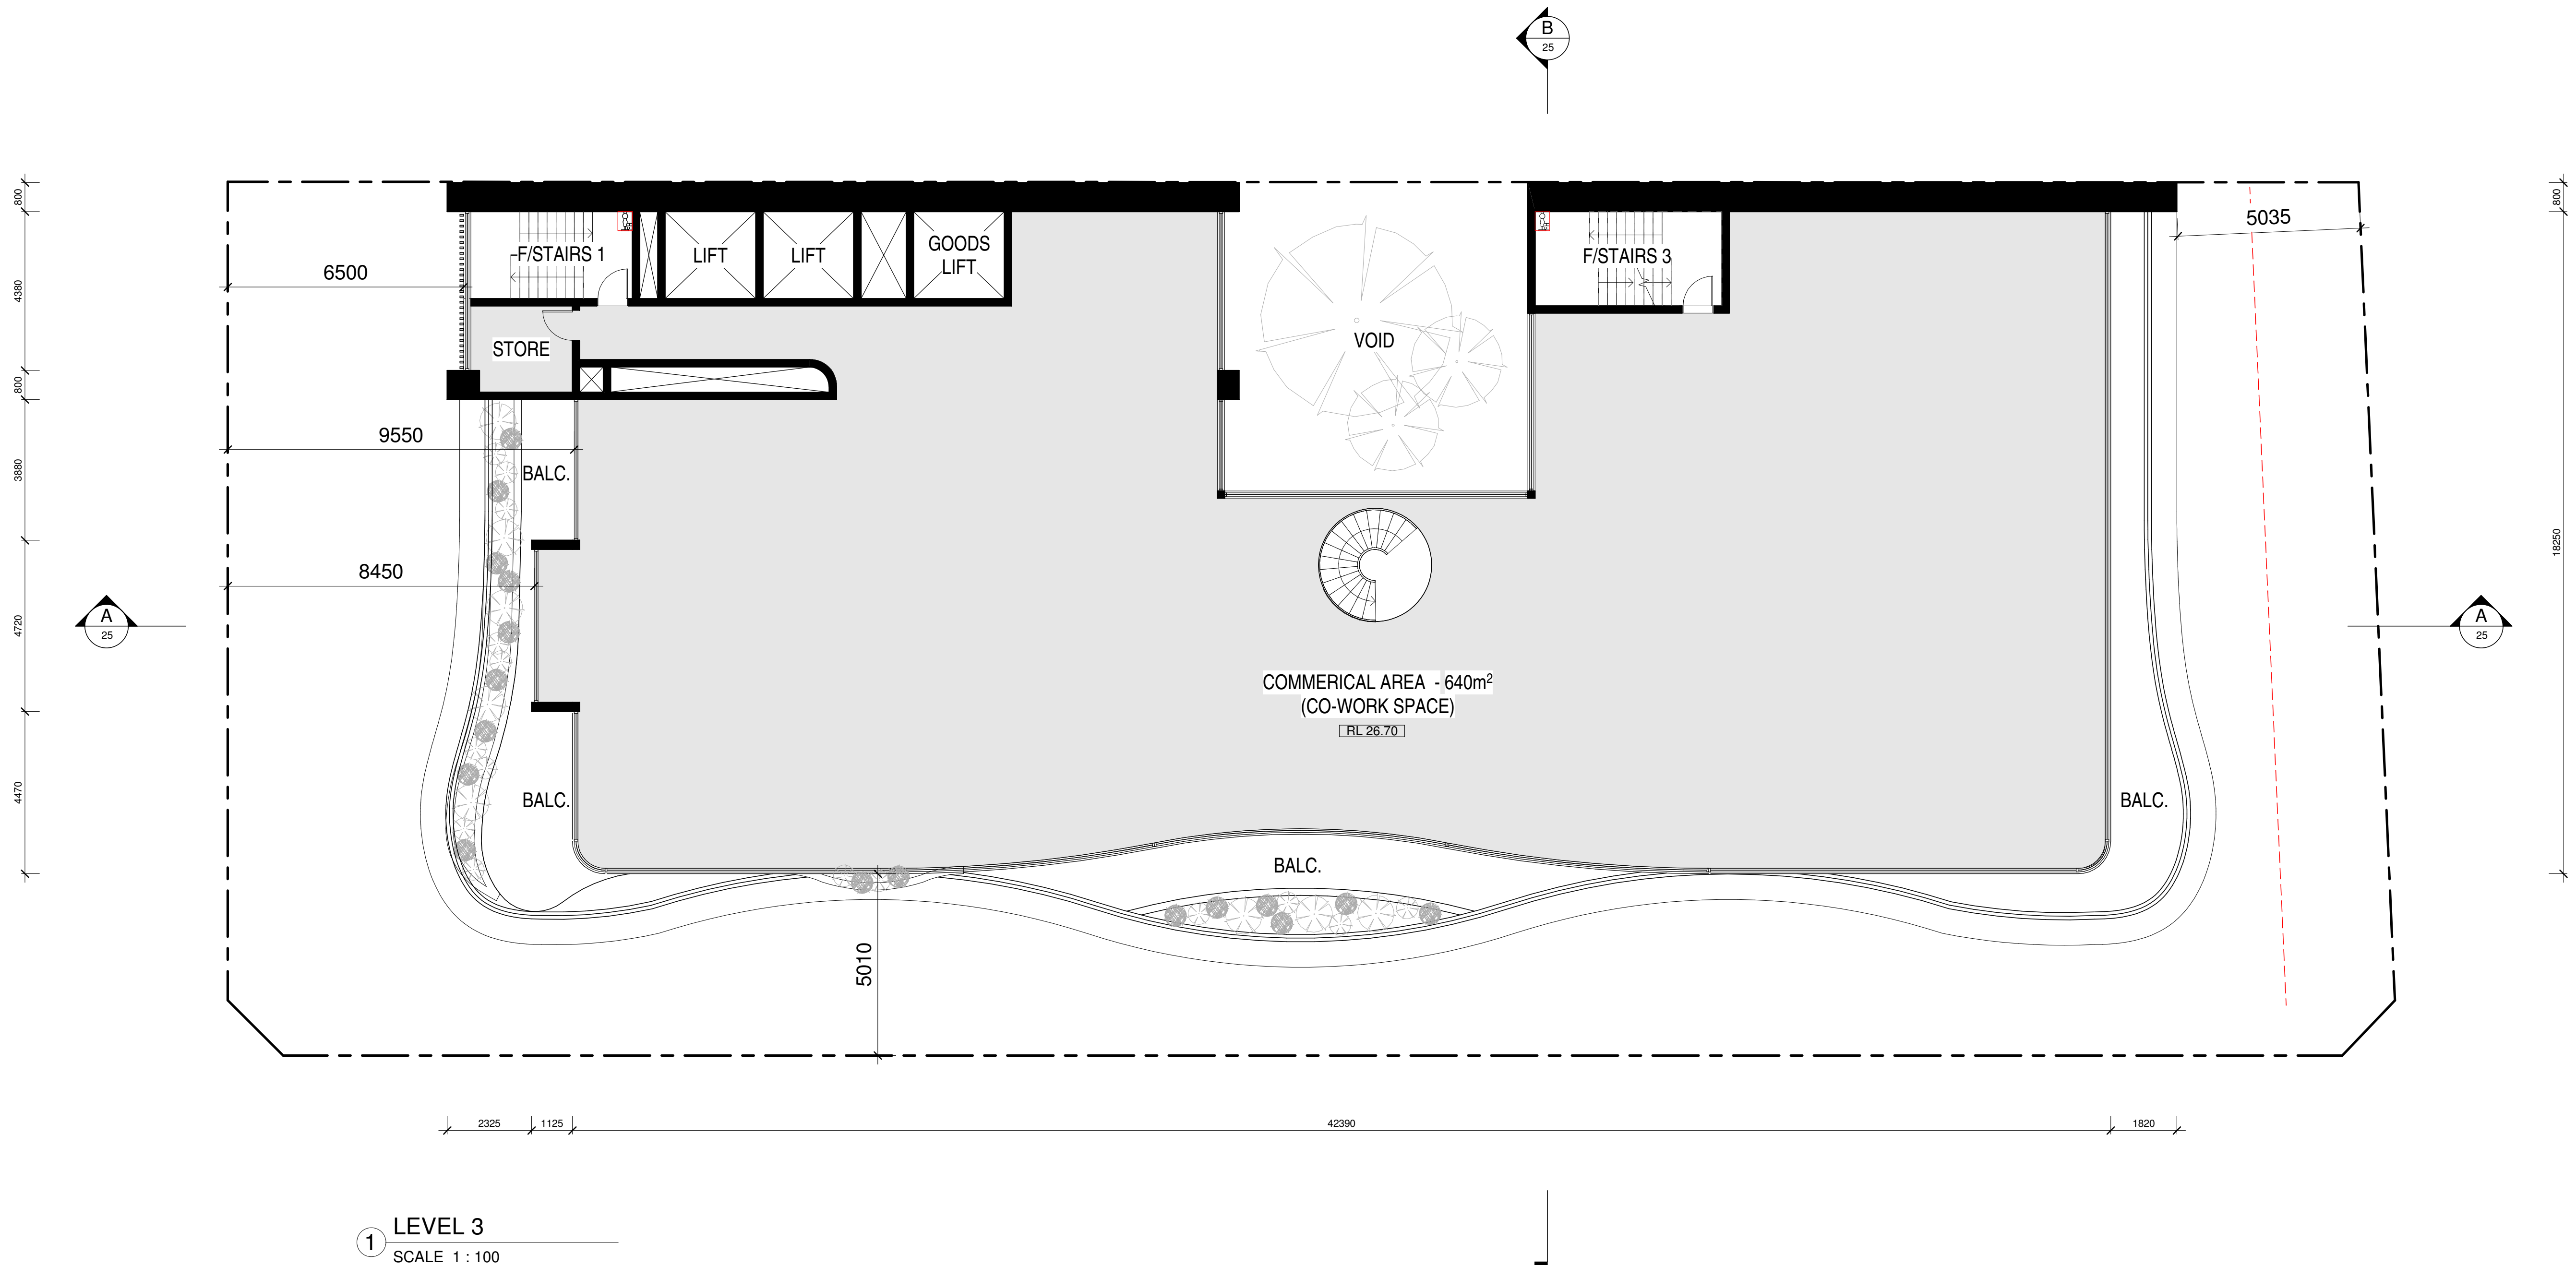 B
25
800
800
5035
F/STAIRS 1
LIFT
LIFT
GOODS
LIFT
F/STAIRS 3
6500
4380
VOID
STORE
800
9550
BALC.
3880
18250
8450
A
25
A
25
4720
COMMERICAL AREA - 640m²
(CO-WORK SPACE)
RL 26.70
4470
BALC.
BALC.
BALC.
5010
2325
1125
42390
1820
1
LEVEL 3
SCALE 1 : 100